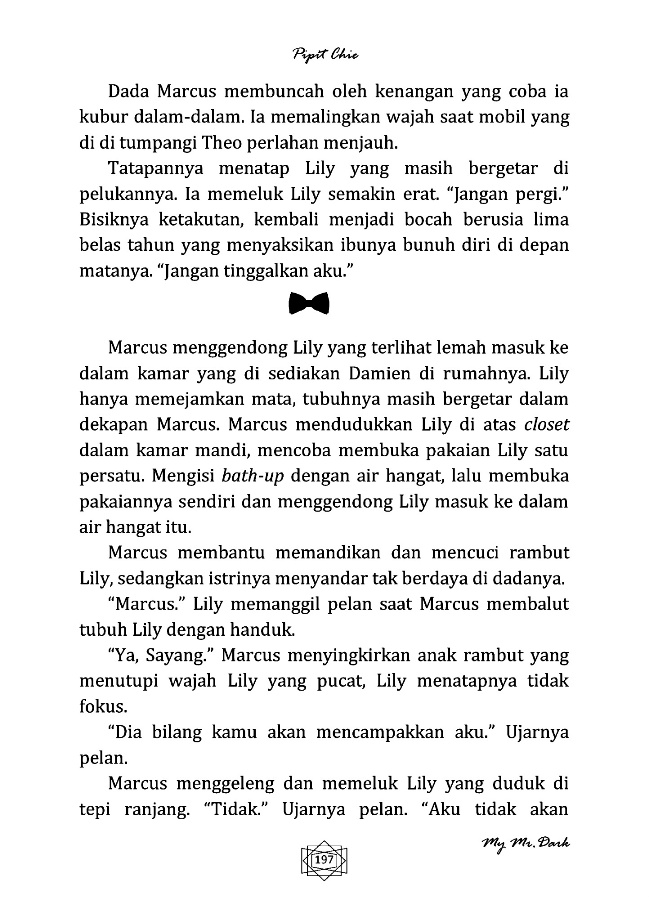 Pipit Chie
Dada Marcus membuncah oleh kenangan yang coba ia
kubur dalam-dalam. Ia memalingkan wajah saat mobil yang
di di tumpangi Theo perlahan menjauh.
Tatapannya menatap Lily yang masih bergetar di
pelukannya. Ia memeluk Lily semakin erat. “Jangan pergi.”
Bisiknya ketakutan, kembali menjadi bocah berusia lima
belas tahun yang menyaksikan ibunya bunuh diri di depan
matanya. “Jangan tinggalkan aku.”
Marcus menggendong Lily yang terlihat lemah masuk ke
dalam kamar yang di sediakan Damien di rumahnya. Lily
hanya memejamkan mata, tubuhnya masih bergetar dalam
dekapan Marcus. Marcus mendudukkan Lily di atas closet
dalam kamar mandi, mencoba membuka pakaian Lily satu
persatu. Mengisi bath-up dengan air hangat, lalu membuka
pakaiannya sendiri dan menggendong Lily masuk ke dalam
air hangat itu.
Marcus membantu memandikan dan mencuci rambut
Lily, sedangkan istrinya menyandar tak berdaya di dadanya.
“Marcus.” Lily memanggil pelan saat Marcus membalut
tubuh Lily dengan handuk.
“Ya, Sayang.” Marcus menyingkirkan anak rambut yang
menutupi wajah Lily yang pucat, Lily menatapnya tidak
fokus.
“Dia bilang kamu akan mencampakkan aku.” Ujarnya
pelan.
Marcus menggeleng dan memeluk Lily yang duduk di
tepi ranjang. “Tidak.” Ujarnya pelan. “Aku tidak akan
My Mr. Dark
197